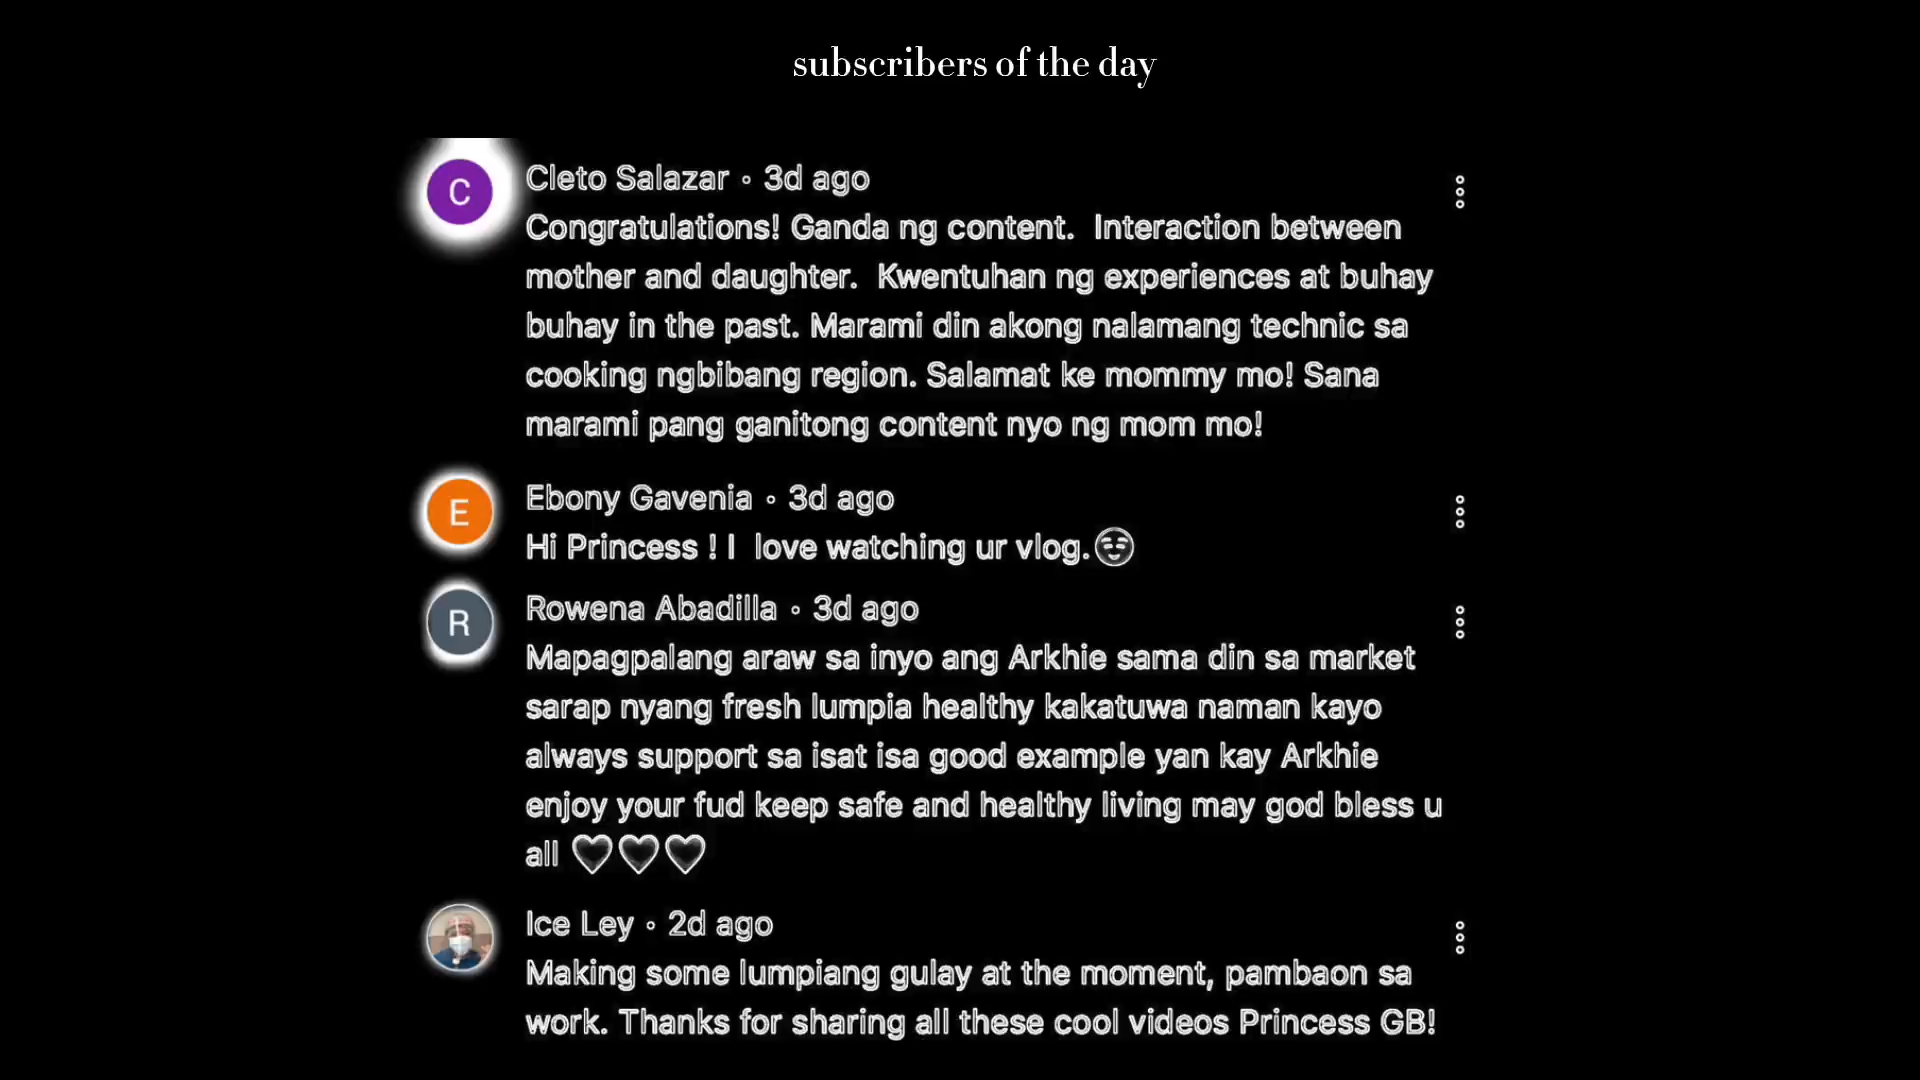 subscribers of the day
C
Cleto Salazar • 3d ago
Congratulations! Ganda ng content. Interaction between
mother and daughter. Kwentuhan ng experiences at buhay
buhay in the past. Marami din akong nalamang technic sa
cooking ngbibang region. Salamat ke mommy mo! Sana
marami pang ganitong content nyo ng mom mo!
E
Ebony Gavenia • 3d ago
Hi Princess ! I love watching ur vlog.😌
R
Rowena Abadilla • 3d ago
Mapagpalang araw sa inyo ang Arkhie sama din sa market
sarap nyang fresh lumpia healthy kakatuwa naman kayo
always support sa isat isa good example yan kay Arkhie
enjoy your fud keep safe and healthy living may god bless u
all 🖤🖤🖤
Ice Ley • 2d ago
Making some lumpiang gulay at the moment, pambaon sa
work. Thanks for sharing all these cool videos Princess GB!